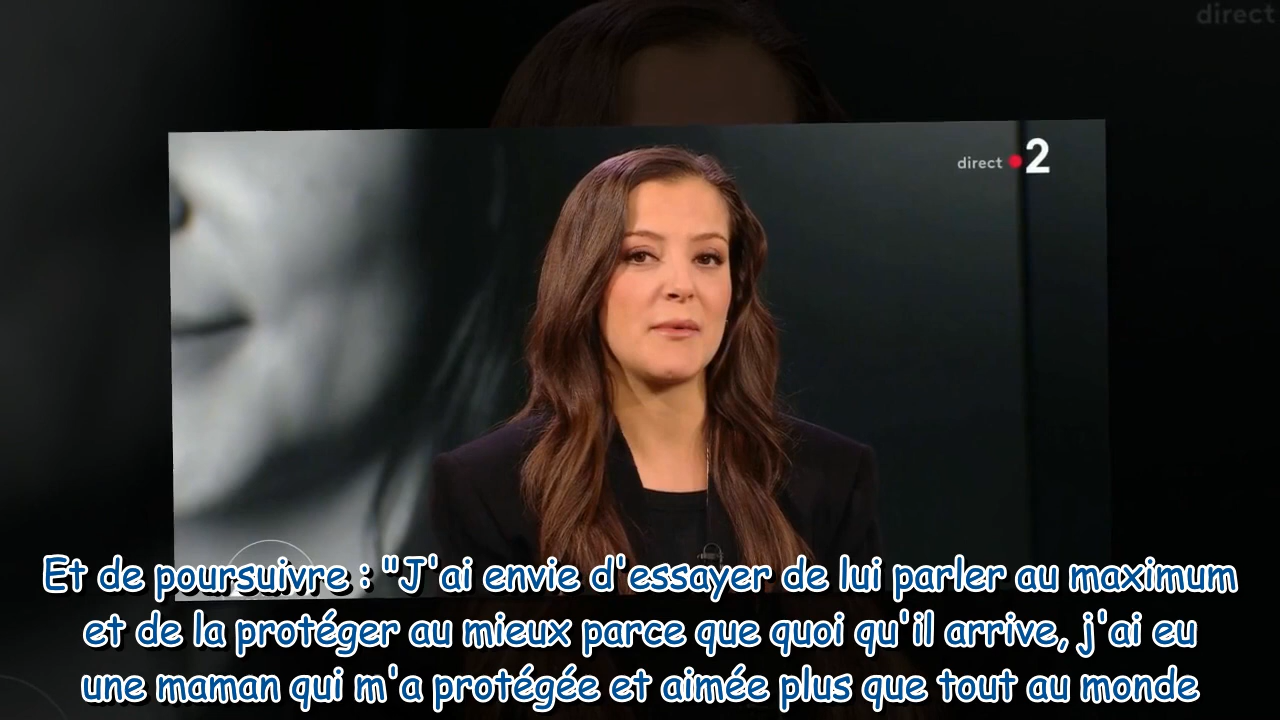 direct
direct 2
Et de poursuivre : "J'ai envie d'essayer de lui parler au maximum
et de la protéger au mieux parce que quoi qu'il arrive, j'ai eu
une maman qui m'a protégée et aimée plus que tout au monde